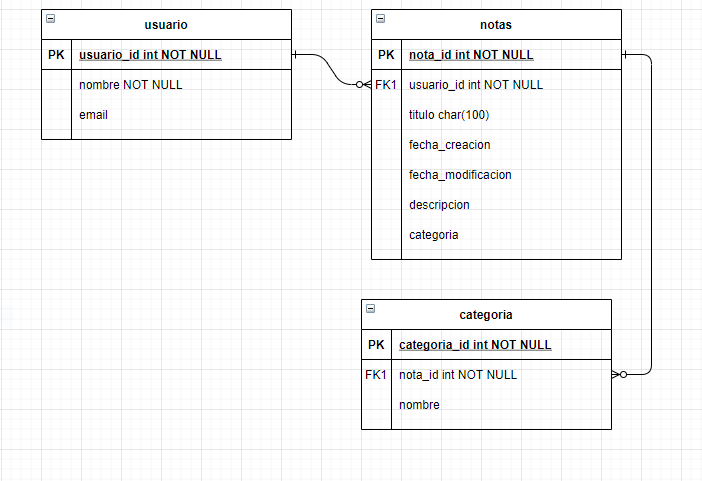 usuario
PK usuario_id int NOT NULL
nombre NOT NULL
email
notas
PK nota_id int NOT NULL
FK1 usuario_id int NOT NULL
titulo char(100)
fecha_creacion
fecha_modificacion
descripcion
categoria
categoria
PK categoria_id int NOT NULL
FK1 nota_id int NOT NULL
nombre